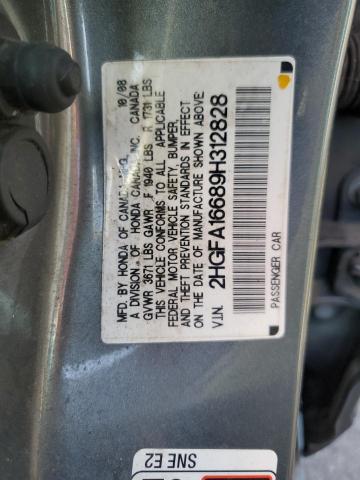 MFD. BY HONDA OF CANADA MFG. 10/08
A DIVISION OF HONDA CANADA INC. CANADA
GVWR 3671 LBS GAWR F 1940 LBS R 1731 LBS
THIS VEHICLE CONFORMS TO ALL APPLICABLE
FEDERAL MOTOR VEHICLE SAFETY, BUMPER,
AND THEFT PREVENTION STANDARDS IN EFFECT
ON THE DATE OF MANUFACTURE SHOWN ABOVE.
V.I.N. 2HGFA16689H312828
PASSENGER CAR
SNE E2